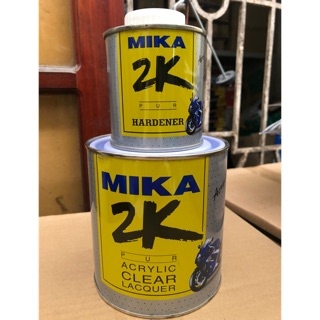 MIKA
2K
PUR
HARDENER
MIKA
2K
PUR
ACRYLIC
CLEAR
LACQUER